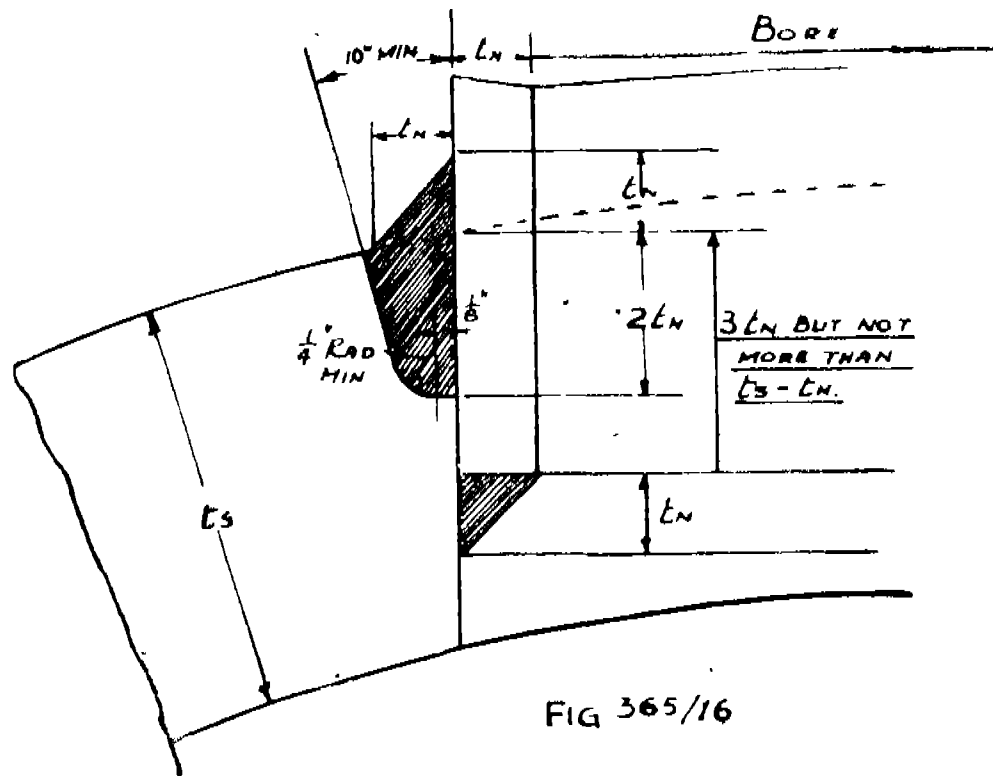 BORE
10° MIN
tN
tN
tN
1/8"
1/4" RAD
MIN
2tN
3tN BUT NOT
MORE THAN
tS - tN.
tS
tN
FIG 365/16